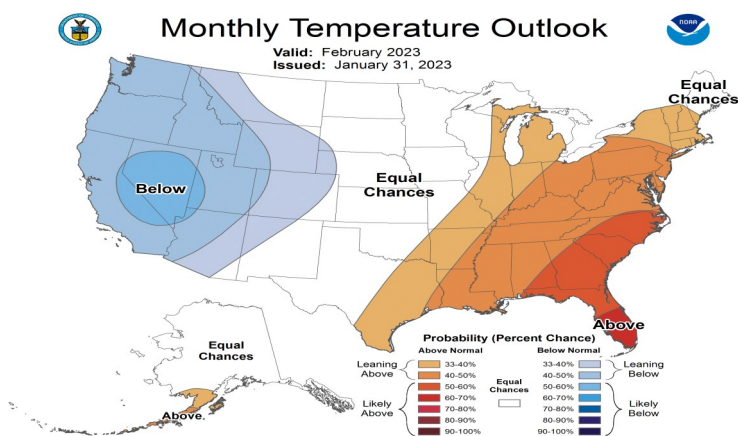 Monthly Temperature Outlook
NOAA
Valid: February 2023
Issued: January 31, 2023
Equal
Chances
Below
Equal
Chances
Above
Equal
Chances
Above
Probability (Percent Chance)
Above Normal
Below Normal
Leaning
Above
33-40%
40-50%
Likely
Above
50-60%
60-70%
70-80%
80-90%
90-100%
Equal
Chances
33-40%
40-50%
Leaning
Below
50-60%
60-70%
70-80%
80-90%
90-100%
Likely
Below